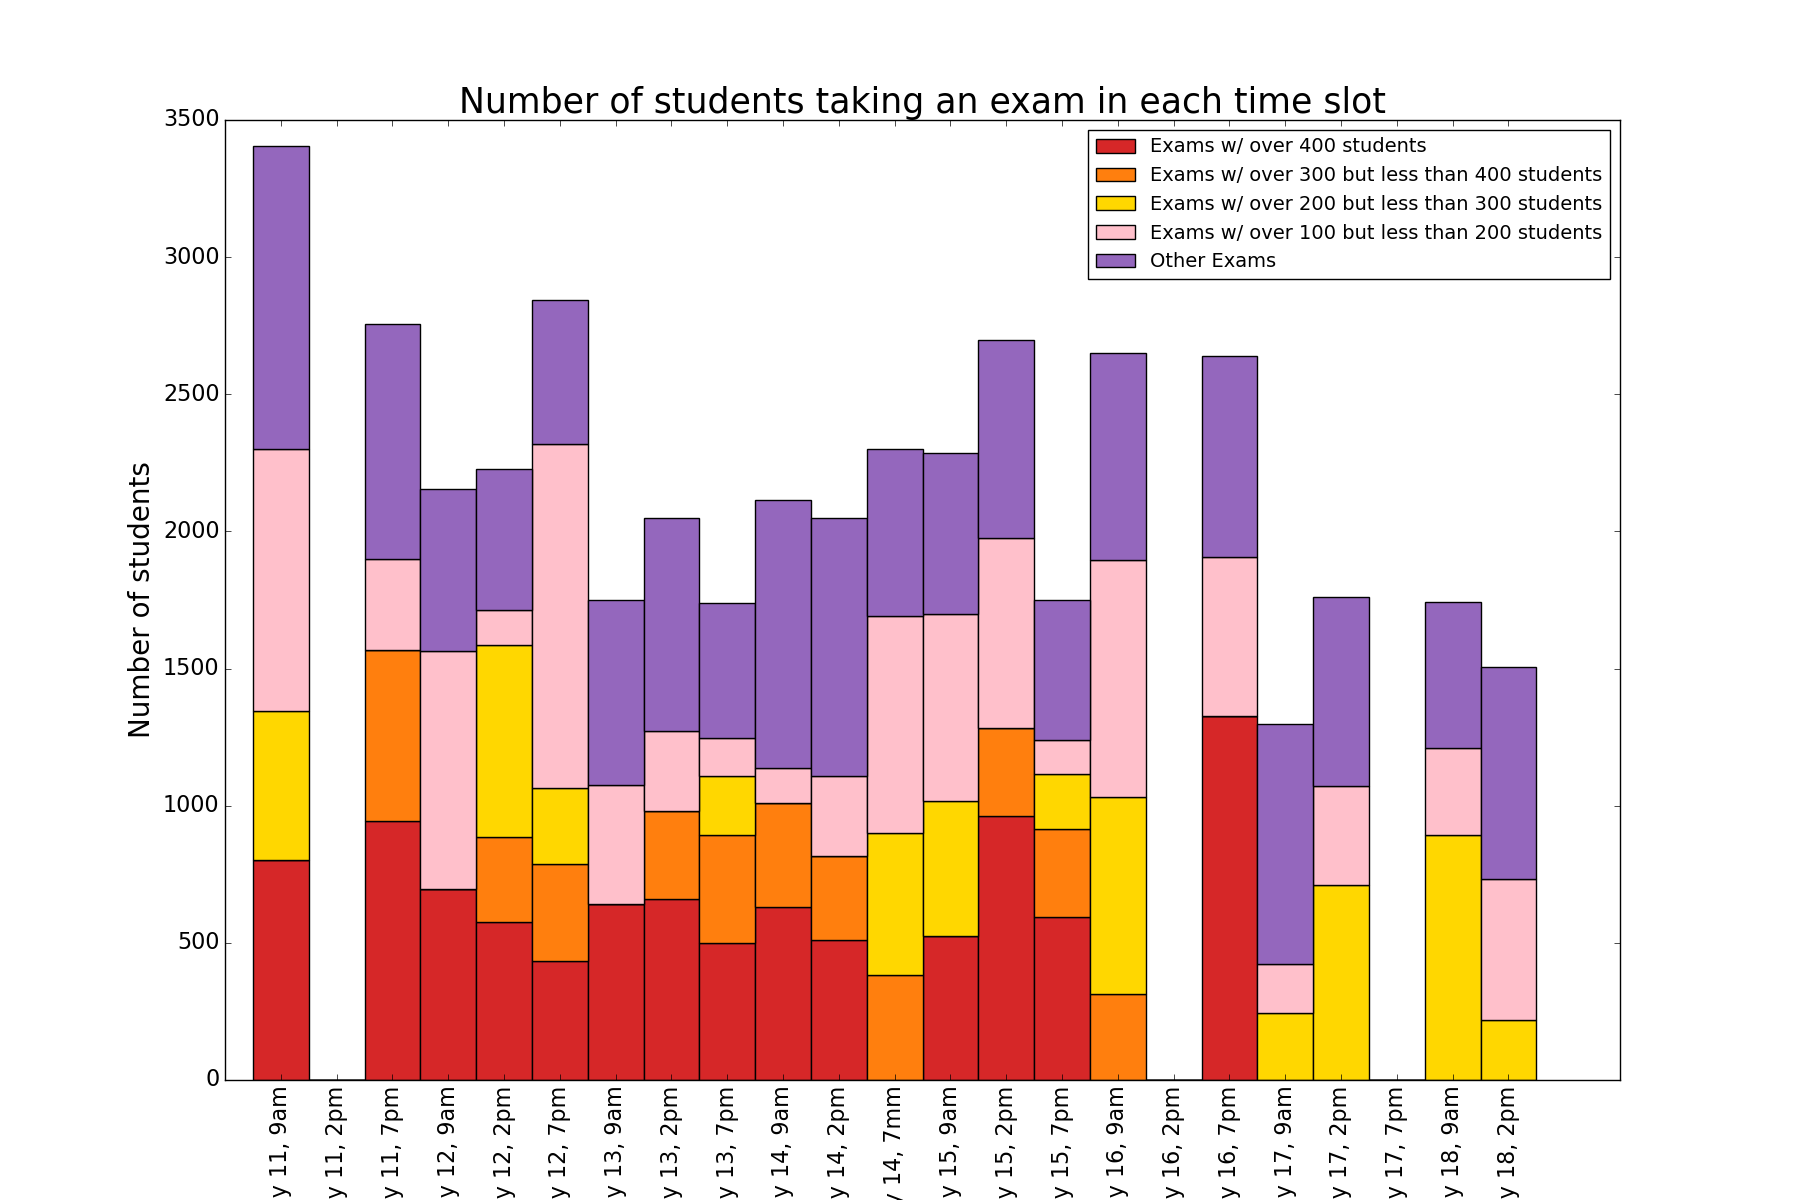 Number of students taking an exam in each time slot
Number of students
3500
3000
2500
2000
1500
1000
500
0
Exams w/ over 400 students
Exams w/ over 300 but less than 400 students
Exams w/ over 200 but less than 300 students
Exams w/ over 100 but less than 200 students
Other Exams
y 11, 9am
y 11, 2pm
y 11, 7pm
y 12, 9am
y 12, 2pm
y 12, 7pm
y 13, 9am
y 13, 2pm
y 13, 7pm
y 14, 9am
y 14, 2pm
y 14, 7mm
y 15, 9am
y 15, 2pm
y 15, 7pm
y 16, 9am
y 16, 2pm
y 16, 7pm
y 17, 9am
y 17, 2pm
y 17, 7pm
y 18, 9am
y 18, 2pm